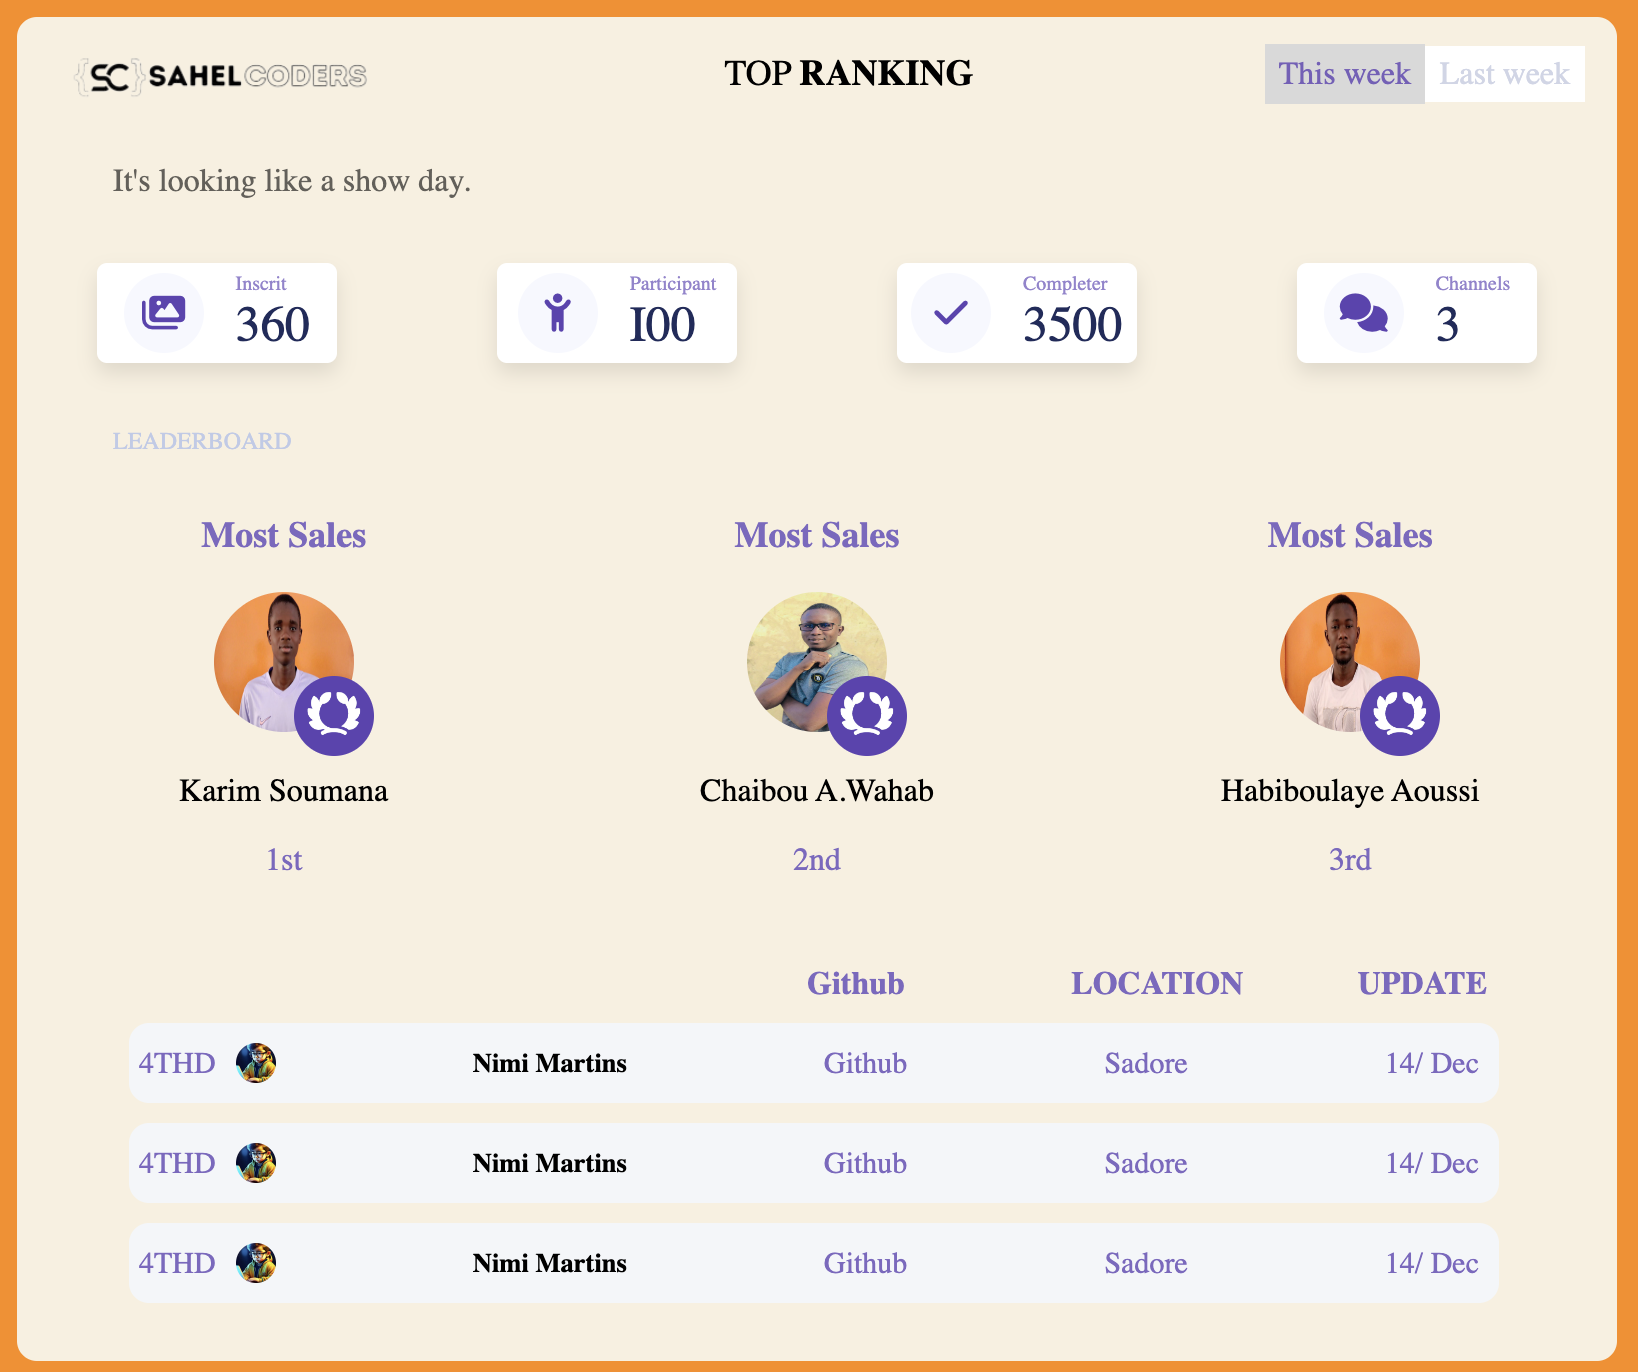 {SC} SAHELCODERS
TOP RANKING
This week
Last week
It's looking like a show day.
Inscrit
360
Participant
I00
Completer
3500
Channels
3
LEADERBOARD
Most Sales
Most Sales
Most Sales
Karim Soumana
Chaibou A.Wahab
Habiboulaye Aoussi
1st
2nd
3rd
Github LOCATION UPDATE
4THD Nimi Martins Github Sadore 14/ Dec
4THD Nimi Martins Github Sadore 14/ Dec
4THD Nimi Martins Github Sadore 14/ Dec